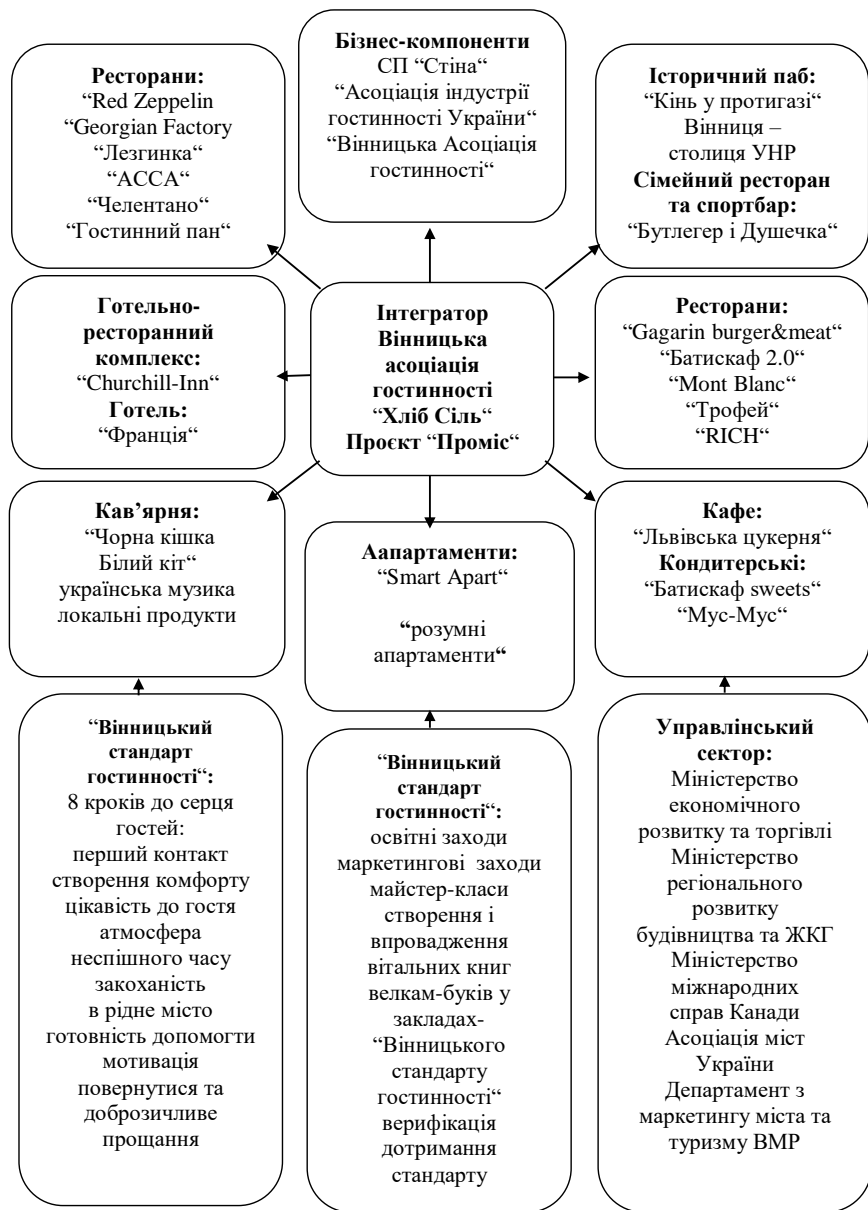 Ресторани:
“Red Zeppelin
“Georgian Factory
“Лезгинка“
“АССА“
“Челентано“
“Гостинний пан“
Бізнес-компоненти
СП “Стіна“
“Асоціація індустрії
гостинності України“
“Вінницька Асоціація
гостинності“
Історичний паб:
“Кінь у протигазі“
Вінниця –
столиця УНР
Сімейний ресторан
та спортбар:
“Бутлегер і Душечка“
Готельно-
ресторанний
комплекс:
“Churchill-Inn“
Готель:
“Франція“
Інтегратор
Вінницька
асоціація
гостинності
“Хліб Сіль“
Проєкт “Проміс“
Ресторани:
“Gagarin burger&meat“
“Батискаф 2.0“
“Mont Blanc“
“Трофей“
“RICH“
Кав’ярня:
“Чорна кішка
Білий кіт“
українська музика
локальні продукти
Аапартаменти:
“Smart Apart“
“розумні
апартаменти“
Кафе:
“Львівська цукерня“
Кондитерські:
“Батискаф sweets“
“Мус-Мус“
“Вінницький
стандарт
гостинності“:
8 кроків до серця
гостей:
перший контакт
створення комфорту
цікавість до гостя
атмосфера
неспішного часу
закоханість
в рідне місто
готовність допомогти
мотивація
повернутися та
доброзичливе
прощання
“Вінницький
стандарт
гостинності“:
освітні заходи
маркетингові заходи
майстер-класи
створення і
впровадження
вітальних книг
велкам-буків у
закладах-
“Вінницького
стандарту
гостинності“
верифікація
дотримання
стандарту
Управлінський
сектор:
Міністерство
економічного
розвитку та торгівлі
Міністерство
регіонального
розвитку
будівництва та ЖКГ
Міністерство
міжнародних
справ Канади
Асоціація міст
України
Департамент з
маркетингу міста та
туризму ВМР